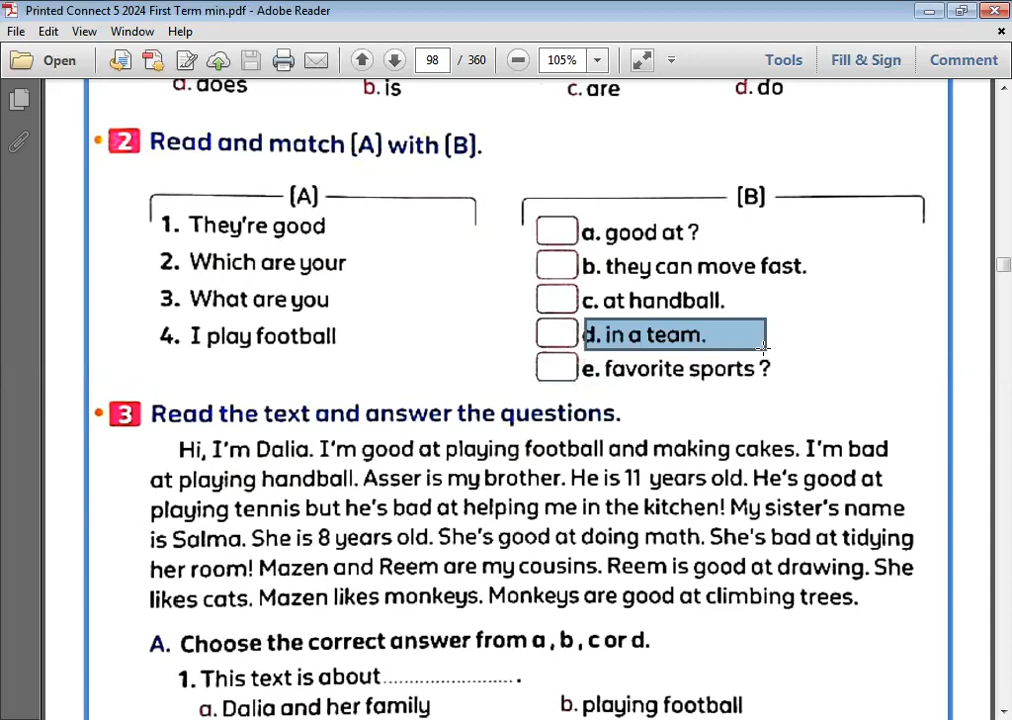 Printed Connect 5 2024 First Term min.pdf - Adobe Reader
File Edit View Window Help
Open 98 / 360 105% Tools Fill & Sign Comment
a. does b. is c. are d. do
2 Read and match (A) with (B).
(A) (B)
1. They're good
2. Which are your
3. What are you
4. I play football
a. good at ?
b. they can move fast.
c. at handball.
d. in a team.
e. favorite sports ?
3 Read the text and answer the questions.
Hi, I'm Dalia. I'm good at playing football and making cakes. I'm bad
at playing handball. Asser is my brother. He is 11 years old. He's good at
playing tennis but he's bad at helping me in the kitchen! My sister's name
is Salma. She is 8 years old. She's good at doing math. She's bad at tidying
her room! Mazen and Reem are my cousins. Reem is good at drawing. She
likes cats. Mazen likes monkeys. Monkeys are good at climbing trees.
A. Choose the correct answer from a , b , c or d.
1. This text is about ........................ .
a. Dalia and her family b. playing football